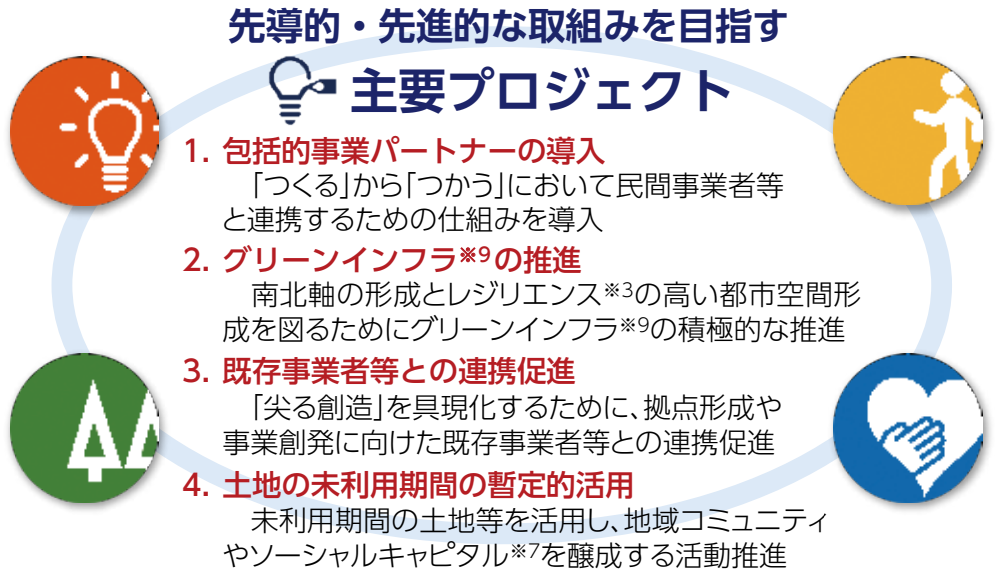 先導的・先進的な取組みを目指す
主要プロジェクト
1. 包括的事業パートナーの導入
「つくる」から「つかう」において民間事業者等
と連携するための仕組みを導入
2. グリーンインフラ※9の推進
南北軸の形成とレジリエンス※3の高い都市空間形
成を図るためにグリーンインフラ※9の積極的な推進
3. 既存事業者等との連携促進
「尖る創造」を具現化するために、拠点形成や
事業創発に向けた既存事業者等との連携促進
4. 土地の未利用期間の暫定的活用
未利用期間の土地等を活用し、地域コミュニティ
やソーシャルキャピタル※7を醸成する活動推進